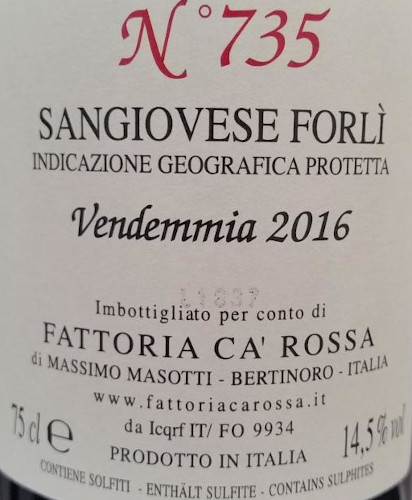 N°735
SANGIOVESE FORLÌ
INDICAZIONE GEOGRAFICA PROTETTA
Vendemmia 2016
L1837
Imbottigliato per conto di
FATTORIA CA' ROSSA
di MASSIMO MASOTTI - BERTINORO - ITALIA
www.fattoriacarossa.it
da Icqrf IT/ FO 9934
75 cl e
14,5% vol
PRODOTTO IN ITALIA
CONTIENE SOLFITI - ENTHÄLT SULFITE - CONTAINS SULPHITES